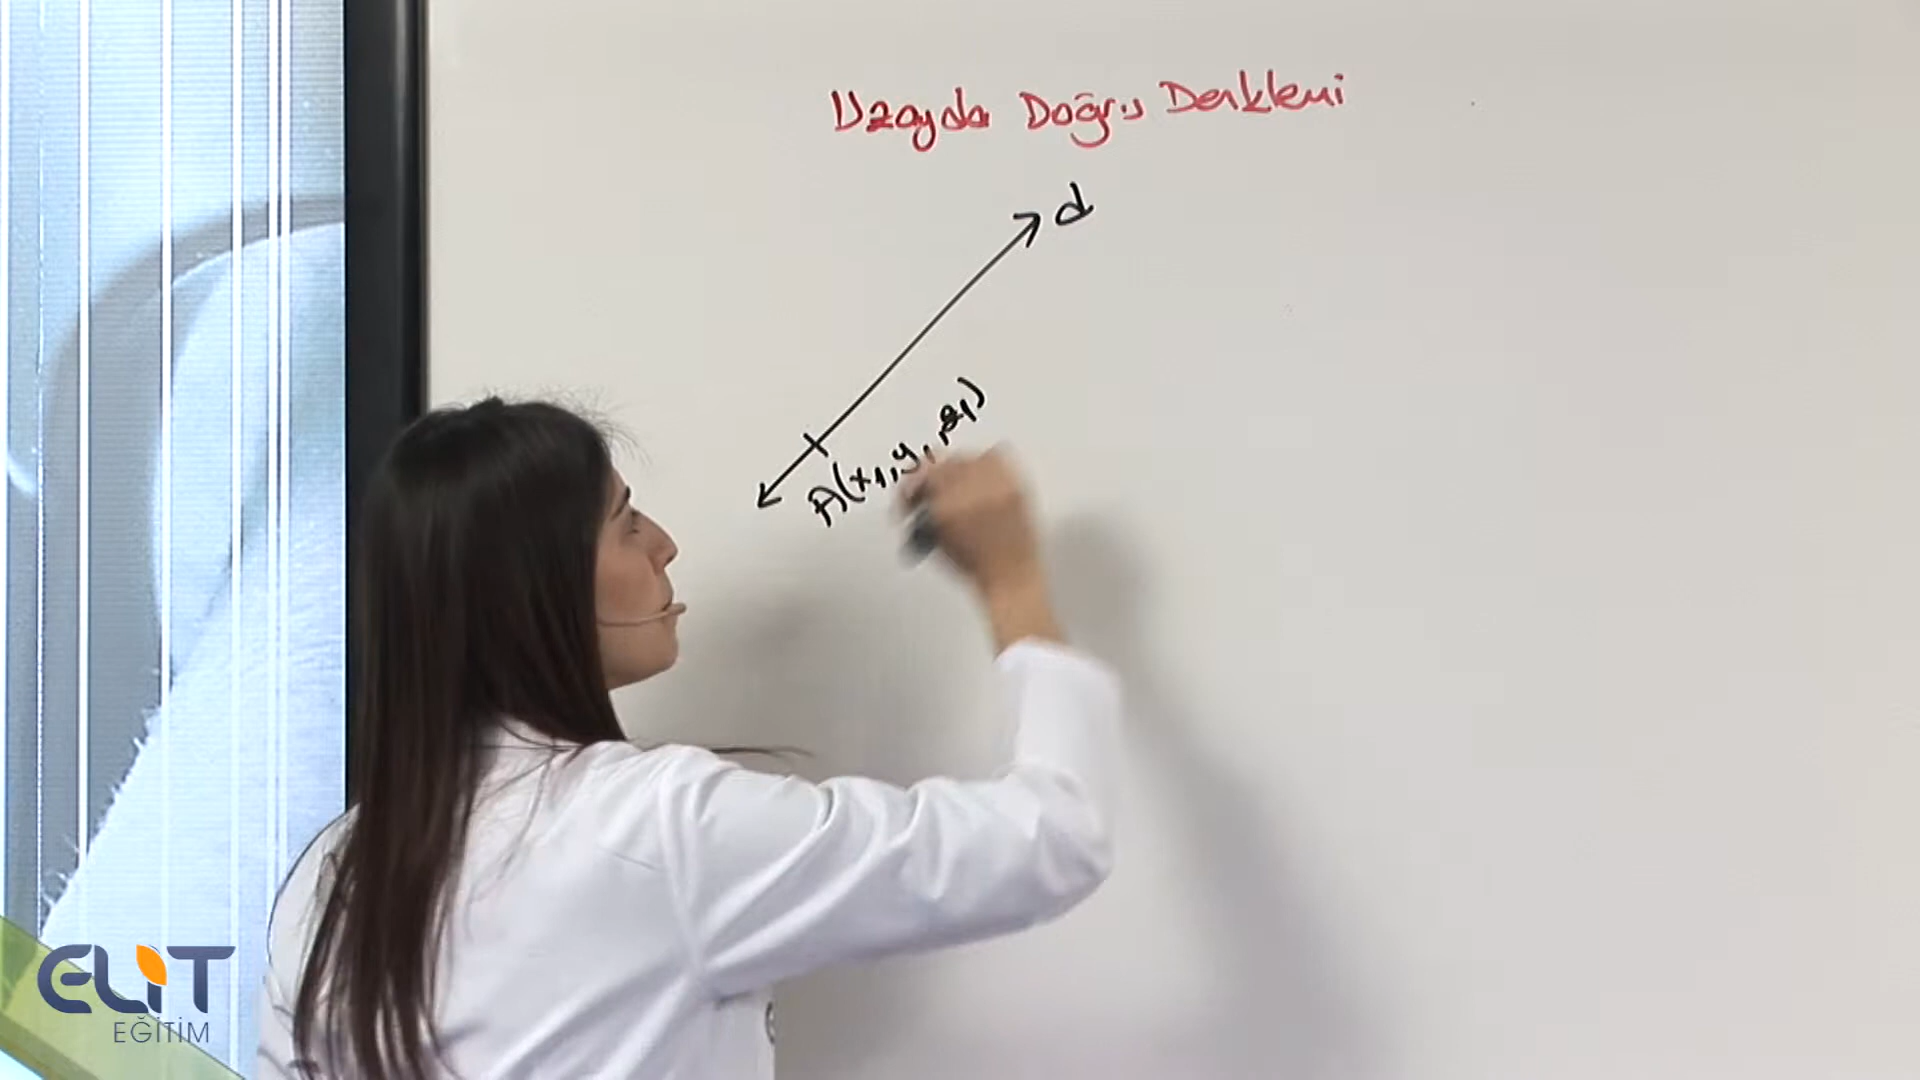 Uzayda Doğru Denklemi
d
A(x₁,y₁,z₁)
ELiT
EĞİTİM